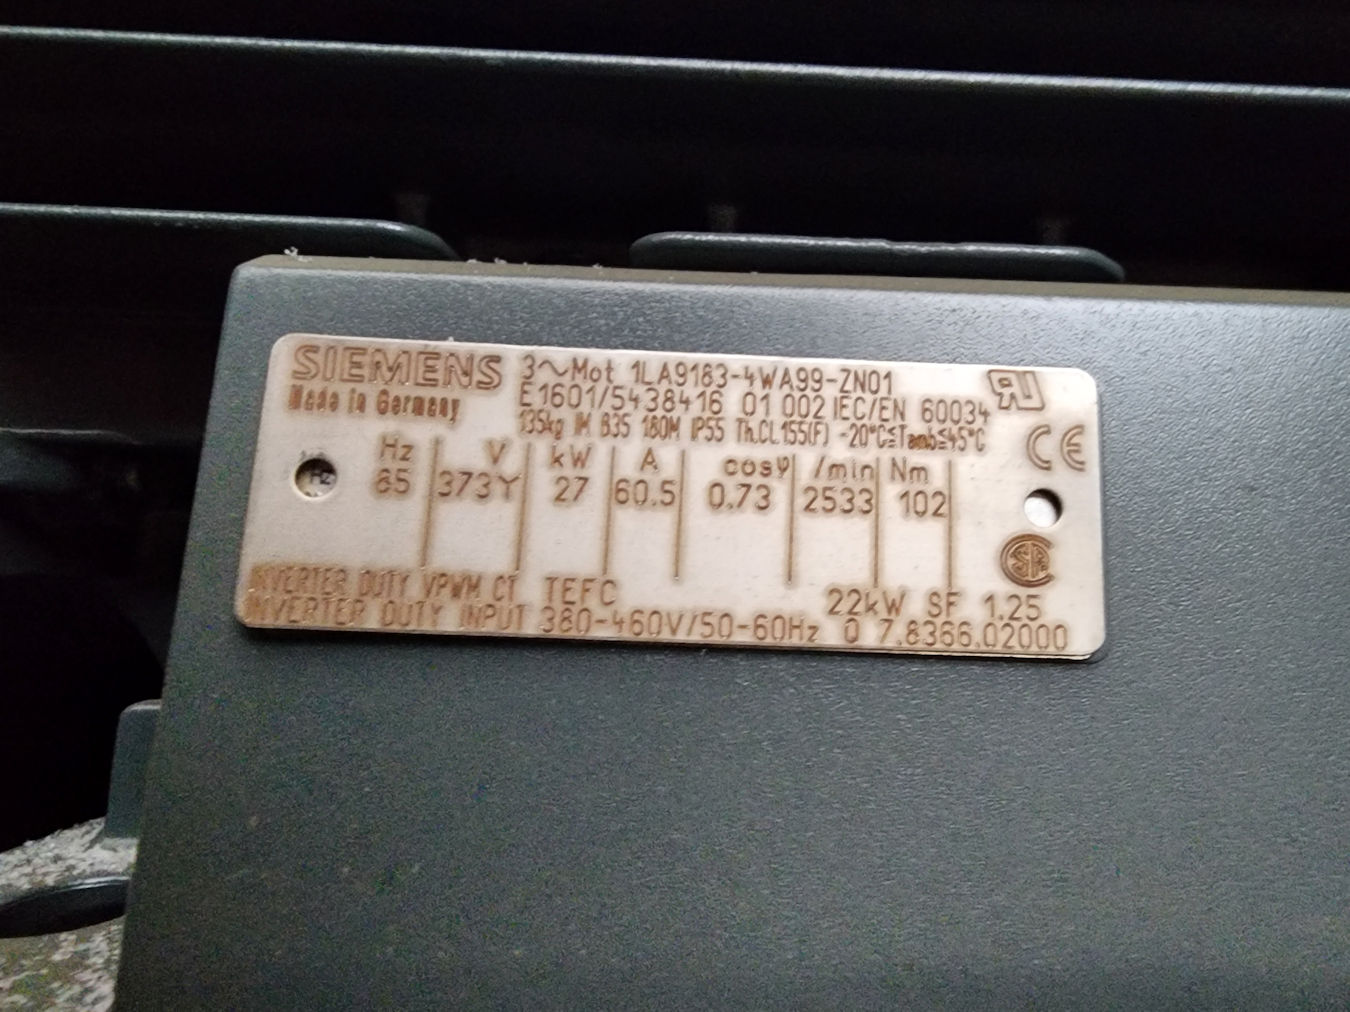 SIEMENS 3~Mot 1LA9183-4WA99-ZN01
Made in Germany E1601/5438416 01 002 IEC/EN 60034
135kg IM B35 180M IP55 Th.CL155(F) -20°C≤Tamb≤45°C
Hz V kW A cosφ /min Nm
85 373Y 27 60.5 0.73 2533 102
INVERTER DUTY VPWM CT TEFC 22kW SF 1.25
INVERTER DUTY INPUT 380-460V/50-60Hz 0 7.8366.02000
CE
Hz